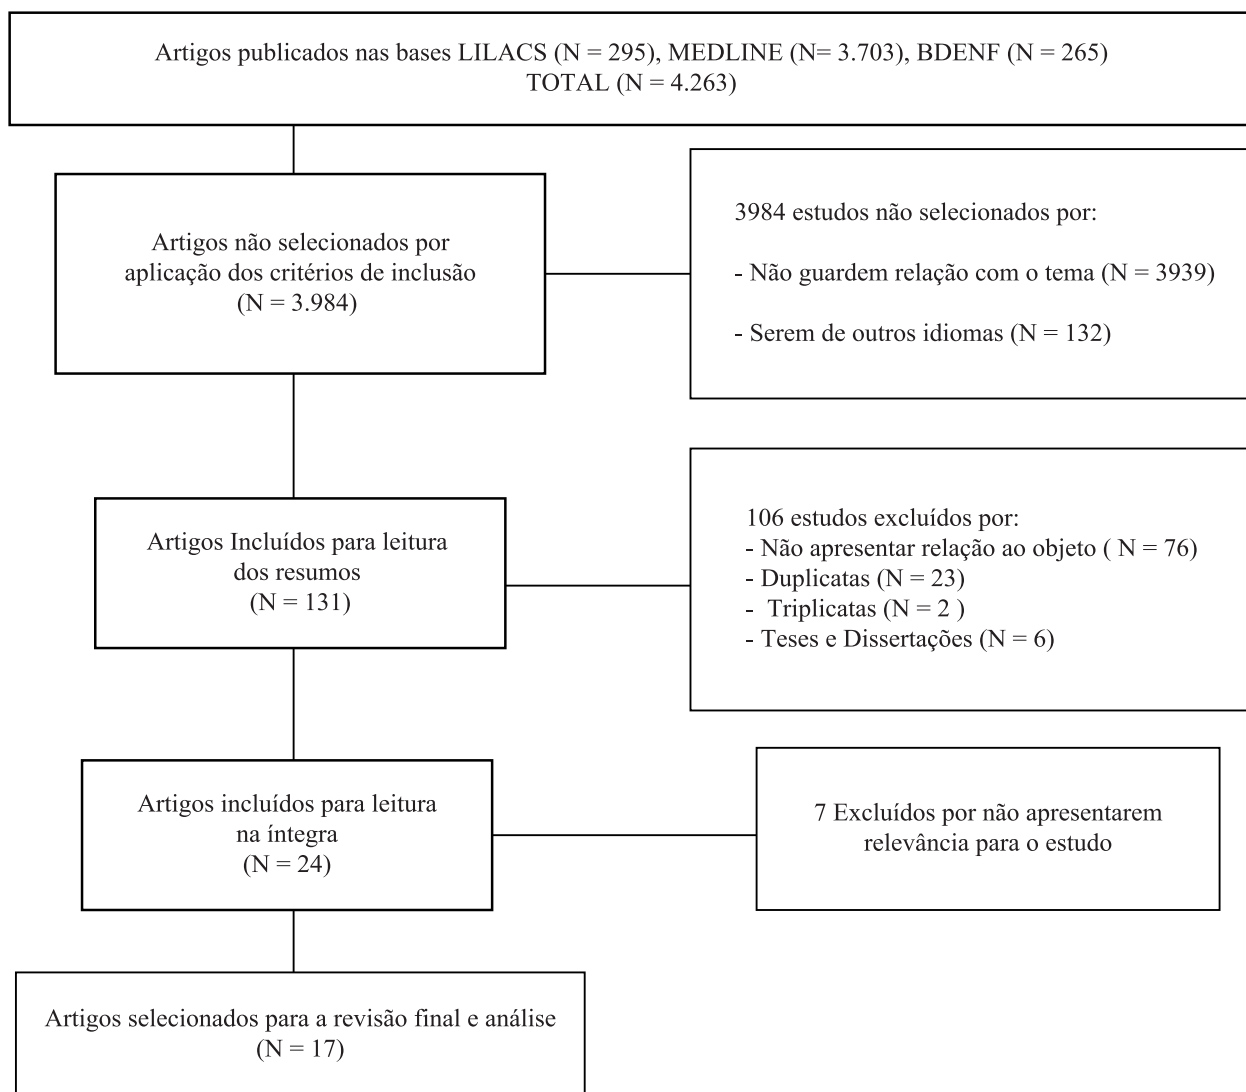 Artigos publicados nas bases LILACS (N = 295), MEDLINE (N= 3.703), BDENF (N = 265)
TOTAL (N = 4.263)
Artigos não selecionados por
aplicação dos critérios de inclusão
(N = 3.984)
3984 estudos não selecionados por:
- Não guardem relação com o tema (N = 3939)
- Serem de outros idiomas (N = 132)
Artigos Incluídos para leitura
dos resumos
(N = 131)
106 estudos excluídos por:
- Não apresentar relação ao objeto ( N = 76)
- Duplicatas (N = 23)
- Triplicatas (N = 2 )
- Teses e Dissertações (N = 6)
Artigos incluídos para leitura
na íntegra
(N = 24)
7 Excluídos por não apresentarem
relevância para o estudo
Artigos selecionados para a revisão final e análise
(N = 17)